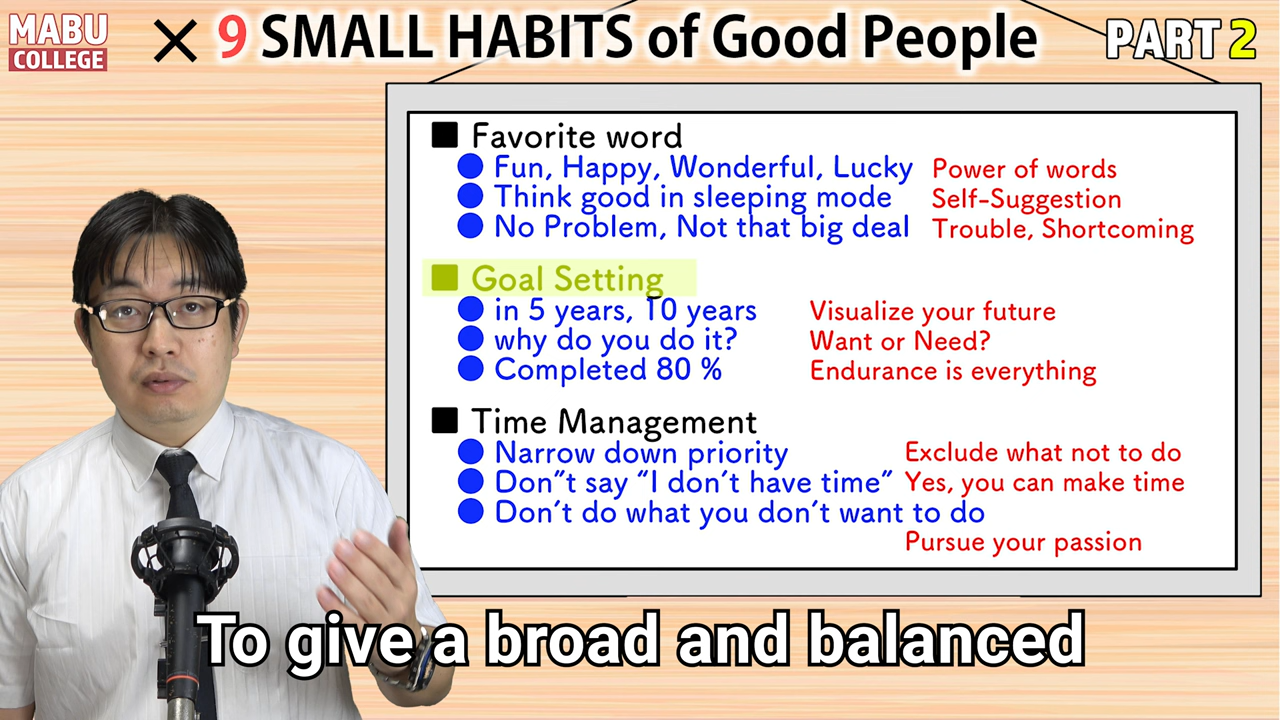 MABU
COLLEGE
× 9 SMALL HABITS of Good People
PART 2
■ Favorite word
● Fun, Happy, Wonderful, Lucky Power of words
● Think good in sleeping mode Self-Suggestion
● No Problem, Not that big deal Trouble, Shortcoming
■ Goal Setting
● in 5 years, 10 years Visualize your future
● why do you do it? Want or Need?
● Completed 80 % Endurance is everything
■ Time Management
● Narrow down priority Exclude what not to do
● Don”t say “I don’t have time” Yes, you can make time
● Don’t do what you don’t want to do
Pursue your passion
To give a broad and balanced